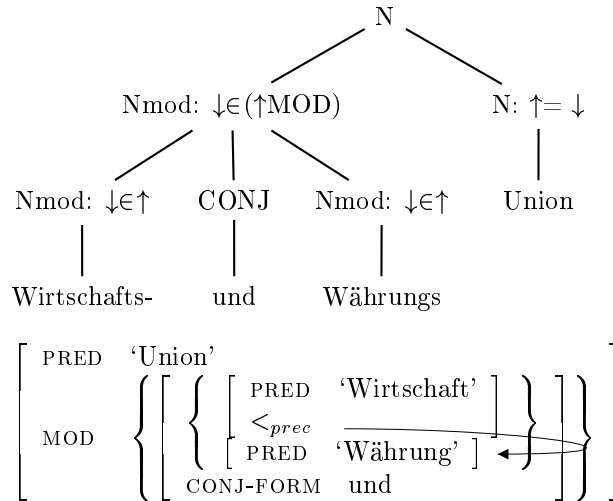 N
Nmod: ↓∈(↑MOD) N: ↑= ↓
Nmod: ↓∈↑ CONJ Nmod: ↓∈↑ Union
Wirtschafts- und Währungs
PRED ‘Union’
PRED ‘Wirtschaft’
<prec
MOD
PRED ‘Währung’
CONJ-FORM und